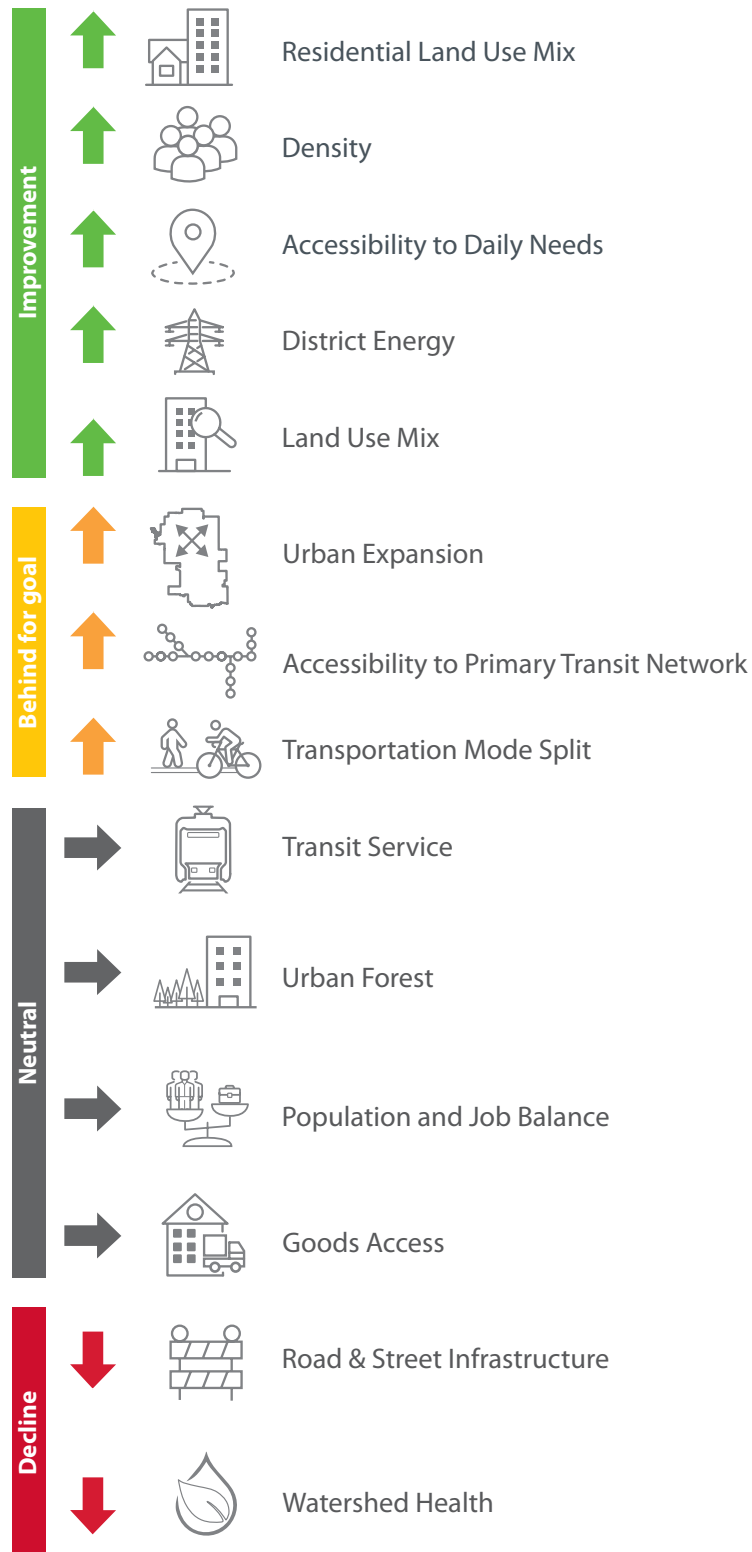 Improvement
Residential Land Use Mix
Density
Accessibility to Daily Needs
District Energy
Land Use Mix
Behind for goal
Urban Expansion
Accessibility to Primary Transit Network
Transportation Mode Split
Neutral
Transit Service
Urban Forest
Population and Job Balance
Goods Access
Decline
Road & Street Infrastructure
Watershed Health